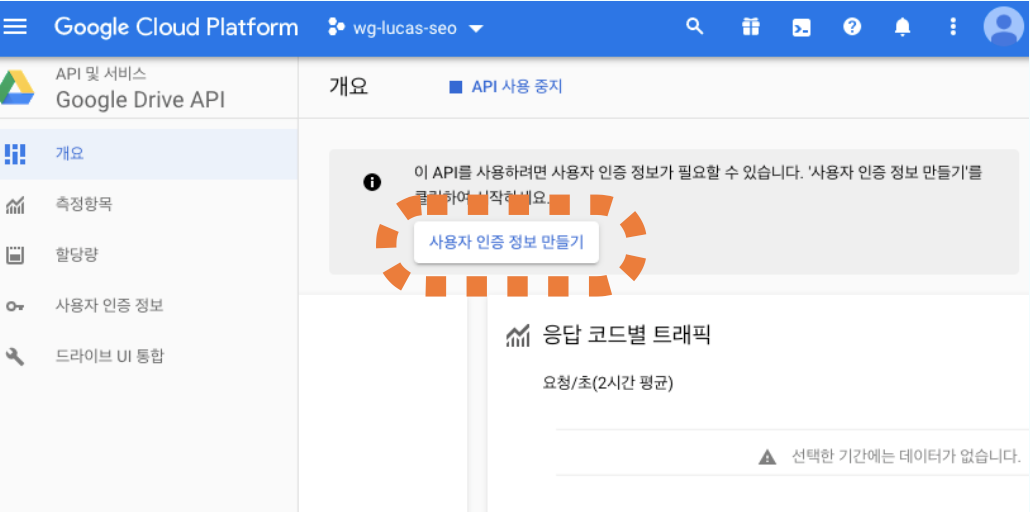 Google Cloud Platform
wg-lucas-seo
API 및 서비스
Google Drive API
개요
측정항목
할당량
사용자 인증 정보
드라이브 UI 통합
개요
API 사용 중지
이 API를 사용하려면 사용자 인증 정보가 필요할 수 있습니다. '사용자 인증 정보 만들기'를
클릭하여 시작하세요.
사용자 인증 정보 만들기
응답 코드별 트래픽
요청/초(2시간 평균)
선택한 기간에는 데이터가 없습니다.